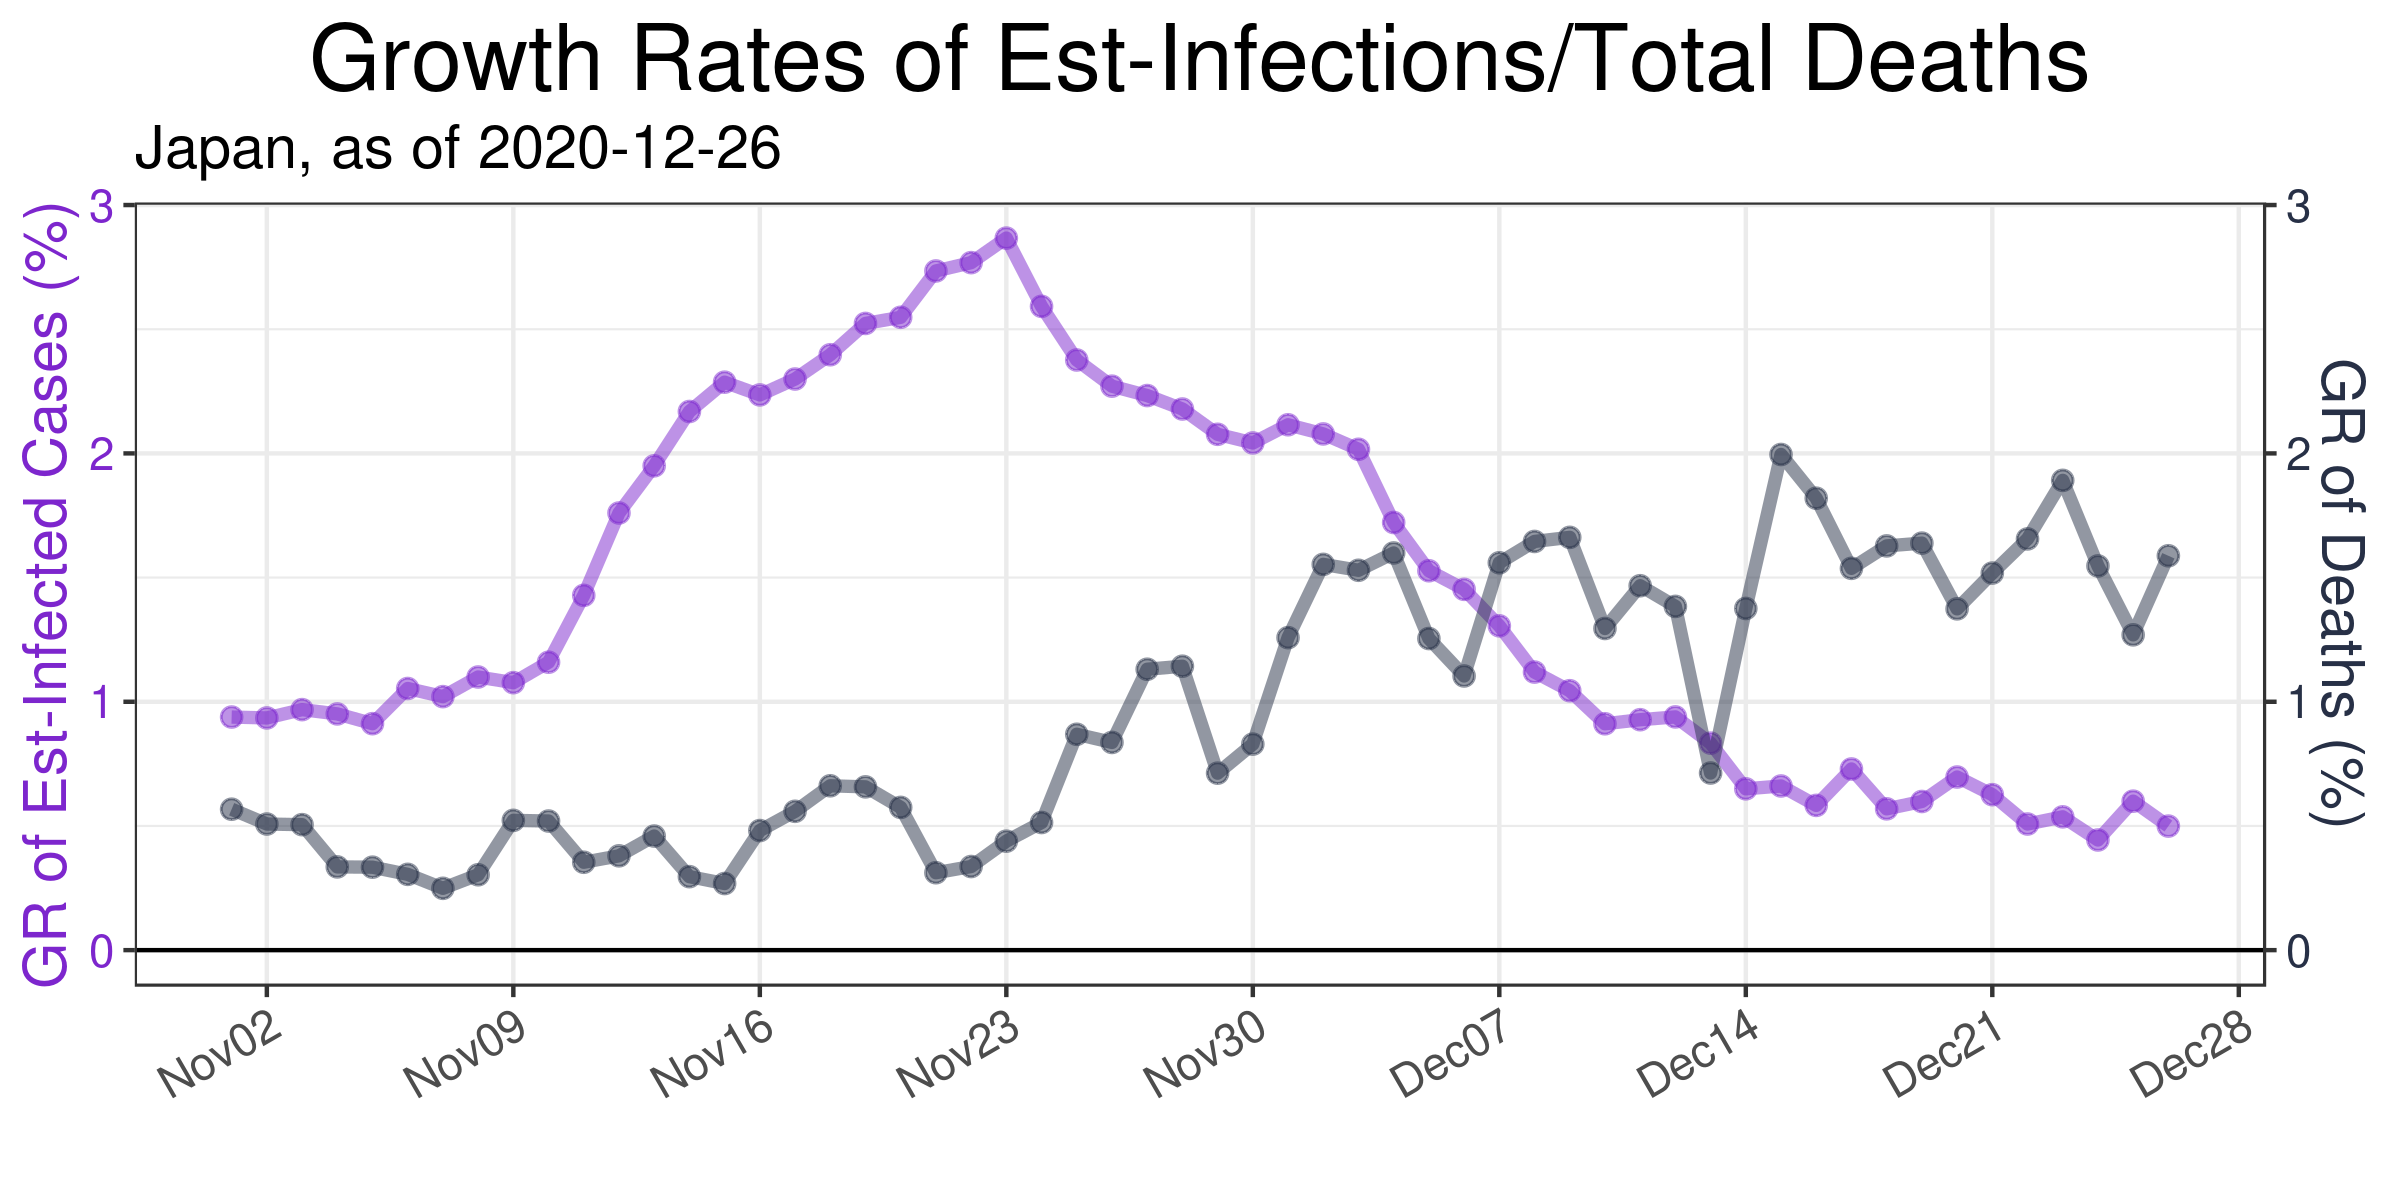 Growth Rates of Est-Infections/Total Deaths
Japan, as of 2020-12-26
GR of Est-Infected Cases (%)
3
2
1
0
3
2
1
0
GR of Deaths (%)
Nov02
Nov09
Nov16
Nov23
Nov30
Dec07
Dec14
Dec21
Dec28